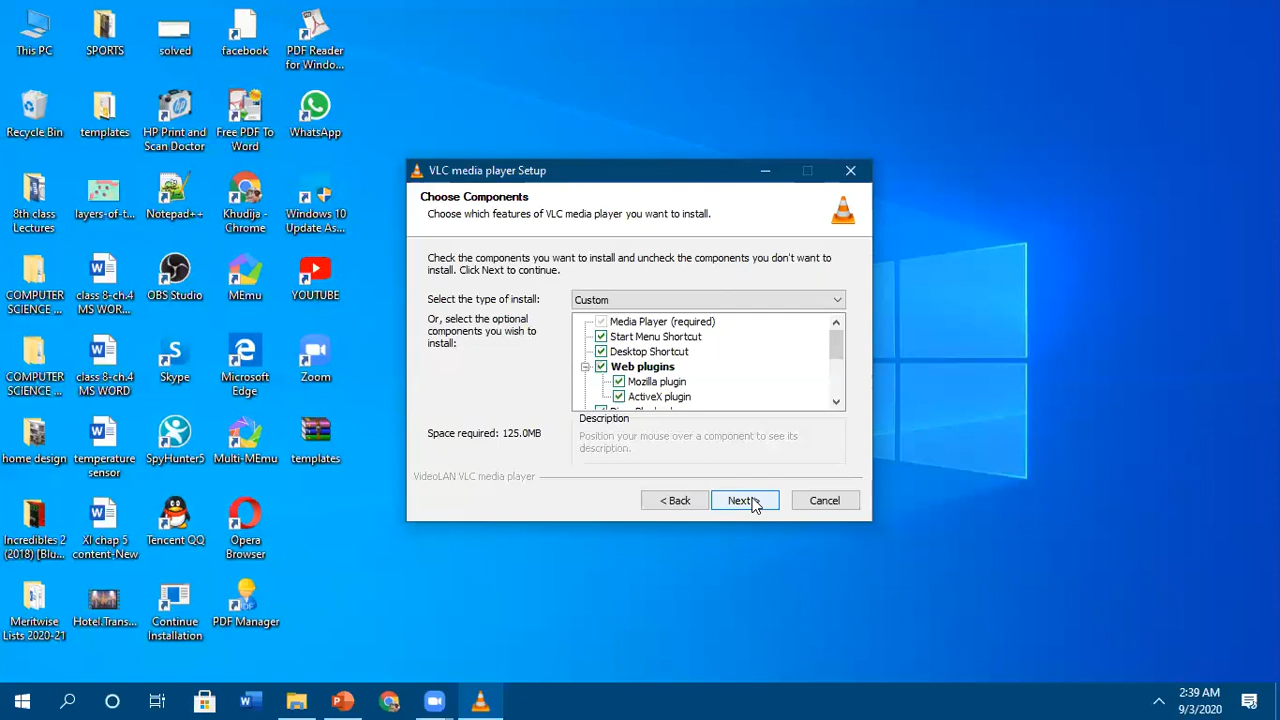 This PC
SPORTS
solved
facebook
PDF Reader
for Windo...
Recycle Bin
templates
HP Print and
Scan Doctor
Free PDF To
Word
WhatsApp
8th class
Lectures
layers-of-t...
Notepad++
Khudija -
Chrome
Windows 10
Update As...
COMPUTER
SCIENCE ...
class 8-ch.4
MS WORD
OBS Studio
MEmu
YOUTUBE
COMPUTER
SCIENCE ...
class 8-ch.4
MS WORD
Skype
Microsoft
Edge
Zoom
home design
temperature
sensor
SpyHunter5
Multi-MEmu
templates
Incredibles 2
(2018) [Blu...
XI chap 5
content-New
Tencent QQ
Opera
Browser
Meritwise
Lists 2020-21
Hotel.Trans...
Continue
Installation
PDF Manager
VLC media player Setup
Choose Components
Choose which features of VLC media player you want to install.
Check the components you want to install and uncheck the components you don't want to
install. Click Next to continue.
Select the type of install:
Custom
Or, select the optional
components you wish to
install:
Media Player (required)
Start Menu Shortcut
Desktop Shortcut
Web plugins
Mozilla plugin
ActiveX plugin
Space required: 125.0MB
Description
Position your mouse over a component to see its
description.
VideoLAN VLC media player
< Back
Next >
Cancel
2:39 AM
9/3/2020